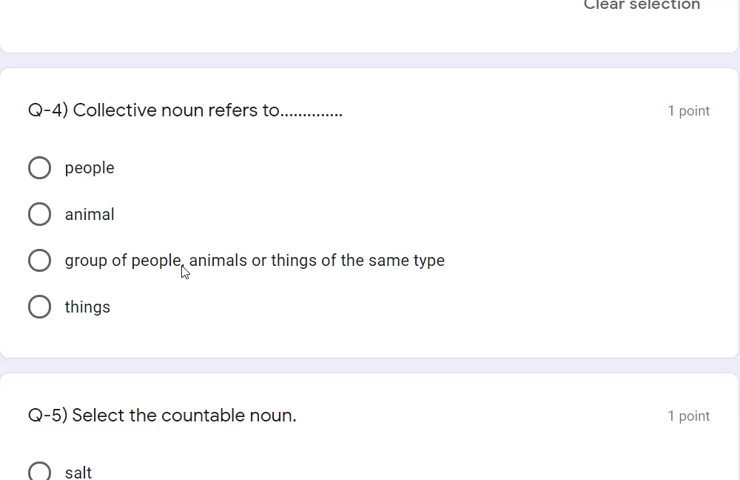 Clear selection
Q-4) Collective noun refers to..............
1 point
people
animal
group of people, animals or things of the same type
things
Q-5) Select the countable noun.
1 point
salt